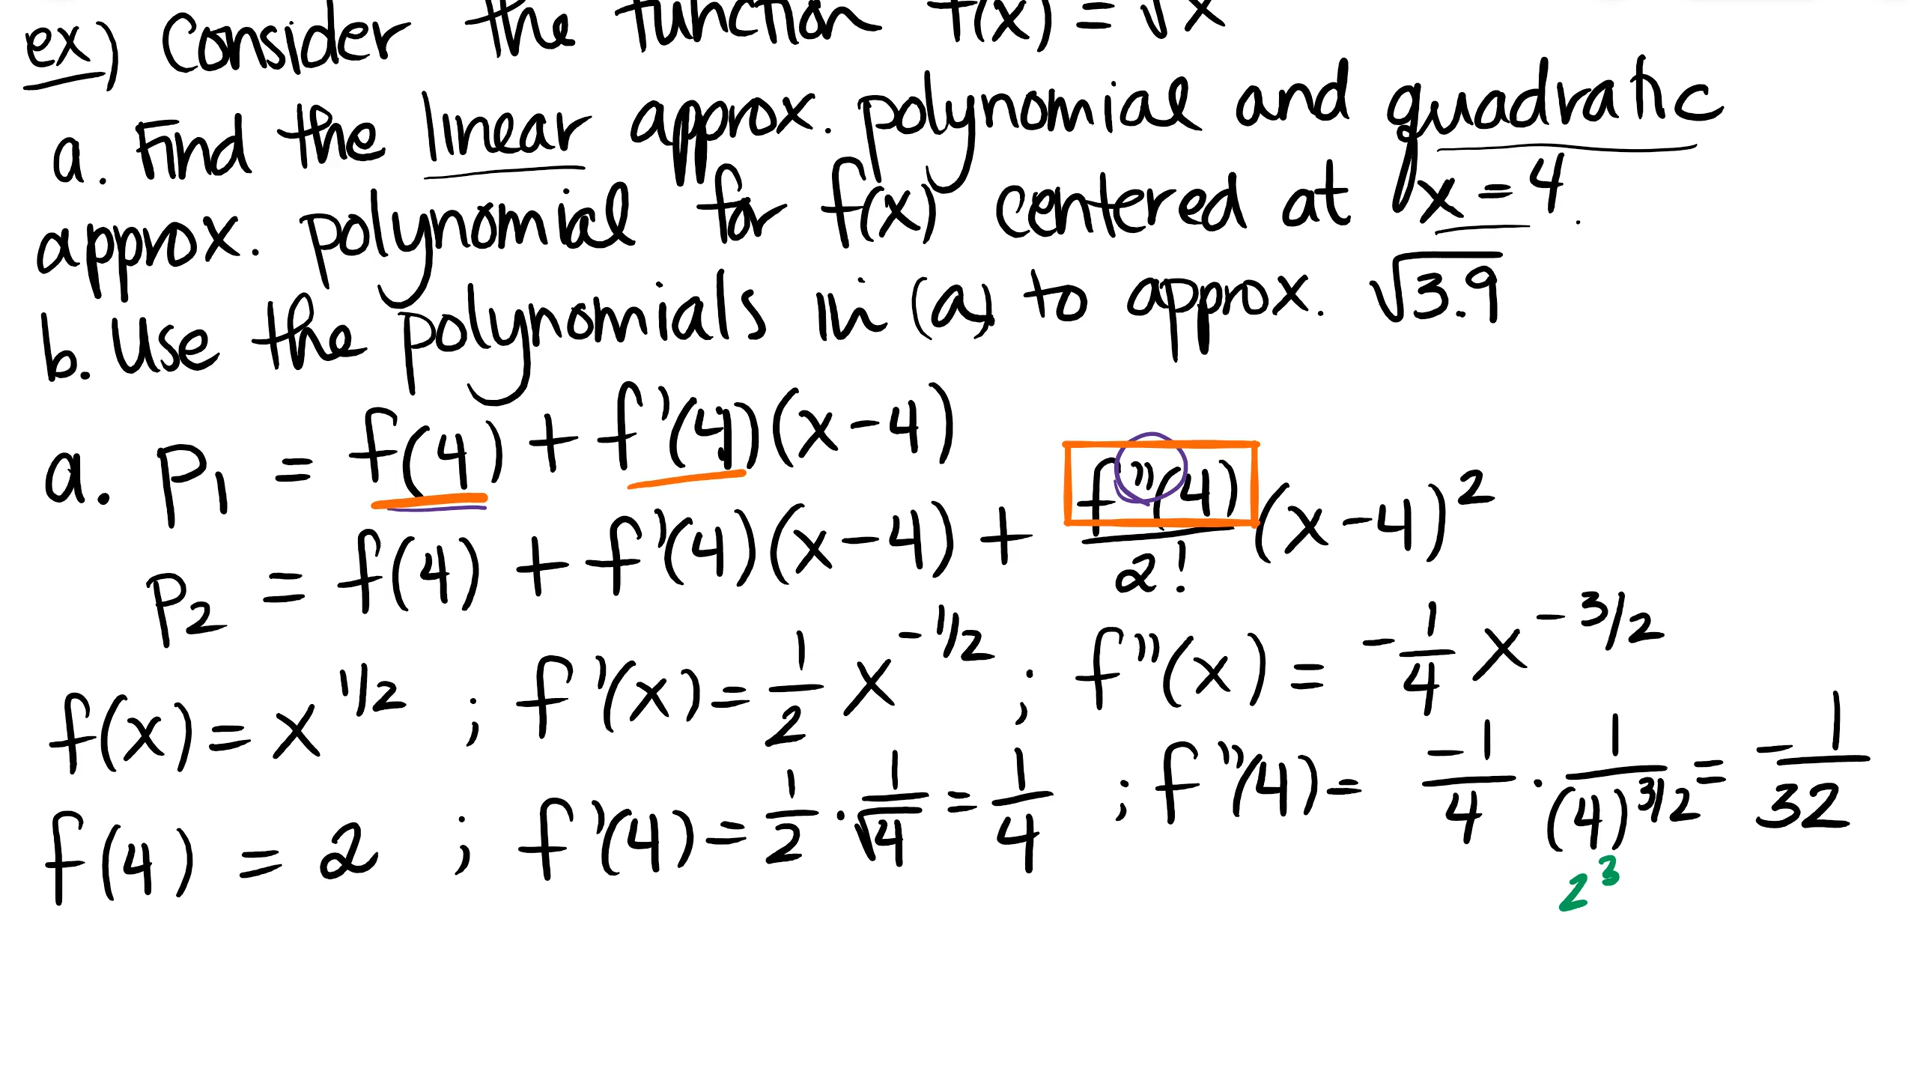 ex) Consider the function f(x) = √x
a. Find the linear approx. polynomial and quadratic
approx. polynomial for f(x) centered at x = 4.
b. Use the polynomials in (a) to approx. √3.9
a. P₁ = f(4) + f'(4)(x-4)
P₂ = f(4) + f'(4)(x-4) + f''(4)/2! (x-4)²
f(x) = x^1/2 ; f'(x) = 1/2 x^-1/2 ; f''(x) = -1/4 x^-3/2
f(4) = 2 ; f'(4) = 1/2 · 1/√4 = 1/4 ; f''(4) = -1/4 · 1/(4)^3/2 = -1/32
2³